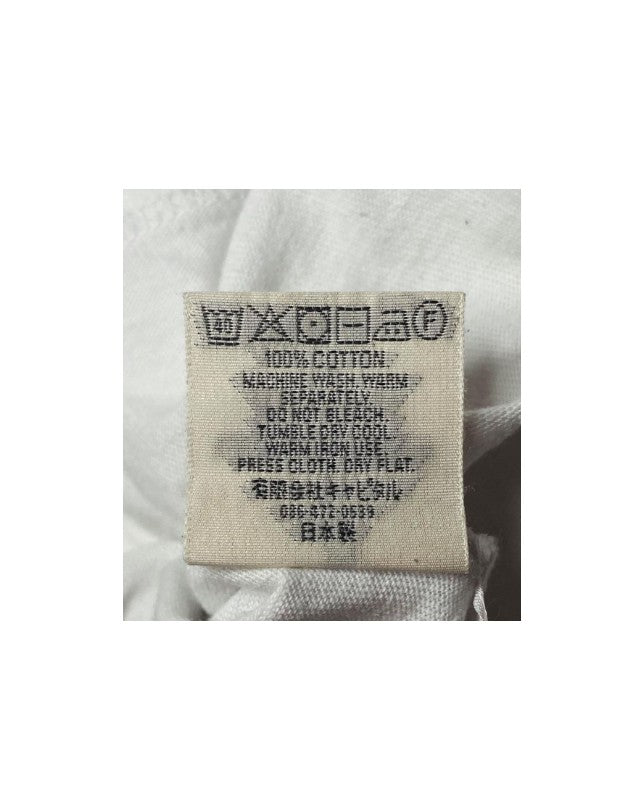 40 F
100% COTTON.
MACHINE WASH. WARM
SEPARATELY.
DO NOT BLEACH.
TUMBLE DRY COOL.
WARM IRON USE.
PRESS CLOTH. DRY FLAT.
有限会社キャピタル
086-472-0539
日本製